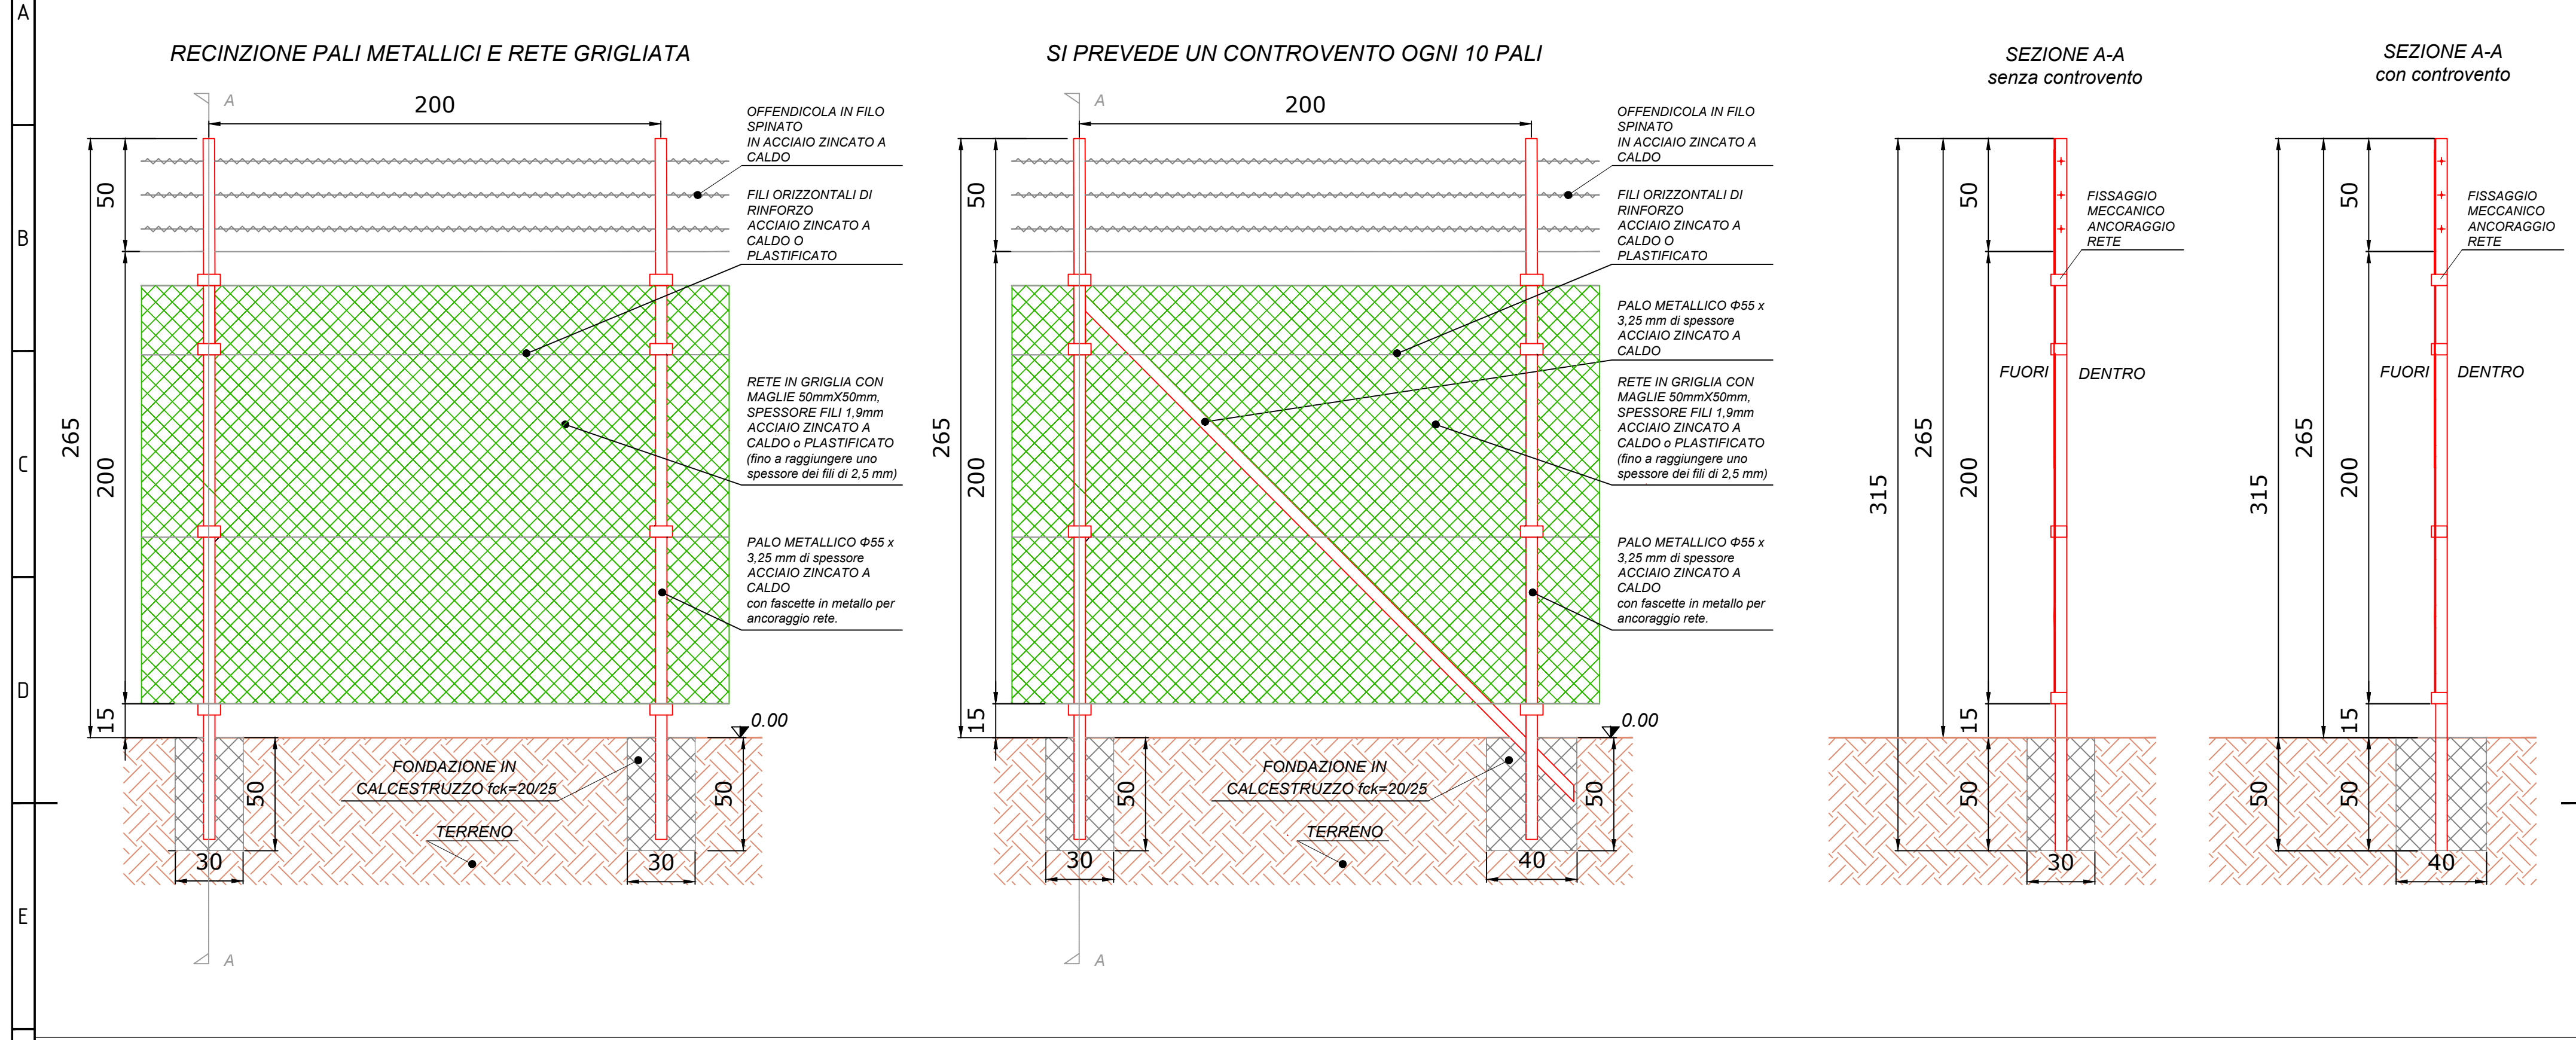 A
B
C
D
E
RECINZIONE PALI METALLICI E RETE GRIGLIATA
A
200
50
265
200
15
OFFENDICOLA IN FILO
SPINATO
IN ACCIAIO ZINCATO A
CALDO
FILI ORIZZONTALI DI
RINFORZO
ACCIAIO ZINCATO A
CALDO O
PLASTIFICATO
RETE IN GRIGLIA CON
MAGLIE 50mmX50mm,
SPESSORE FILI 1,9mm
ACCIAIO ZINCATO A
CALDO o PLASTIFICATO
(fino a raggiungere uno
spessore dei fili di 2,5 mm)
PALO METALLICO Φ55 x
3,25 mm di spessore
ACCIAIO ZINCATO A
CALDO
con fascette in metallo per
ancoraggio rete.
0.00
FONDAZIONE IN
CALCESTRUZZO fck=20/25
TERRENO
50
50
30
30
A
SI PREVEDE UN CONTROVENTO OGNI 10 PALI
A
200
50
265
200
15
OFFENDICOLA IN FILO
SPINATO
IN ACCIAIO ZINCATO A
CALDO
FILI ORIZZONTALI DI
RINFORZO
ACCIAIO ZINCATO A
CALDO O
PLASTIFICATO
PALO METALLICO Φ55 x
3,25 mm di spessore
ACCIAIO ZINCATO A
CALDO
RETE IN GRIGLIA CON
MAGLIE 50mmX50mm,
SPESSORE FILI 1,9mm
ACCIAIO ZINCATO A
CALDO o PLASTIFICATO
(fino a raggiungere uno
spessore dei fili di 2,5 mm)
PALO METALLICO Φ55 x
3,25 mm di spessore
ACCIAIO ZINCATO A
CALDO
con fascette in metallo per
ancoraggio rete.
0.00
FONDAZIONE IN
CALCESTRUZZO fck=20/25
TERRENO
50
50
30
40
A
SEZIONE A-A
senza controvento
50
FISSAGGIO
MECCANICO
ANCORAGGIO
RETE
FUORI
DENTRO
315
265
200
15
50
30
SEZIONE A-A
con controvento
50
FISSAGGIO
MECCANICO
ANCORAGGIO
RETE
FUORI
DENTRO
315
265
200
15
50
50
40